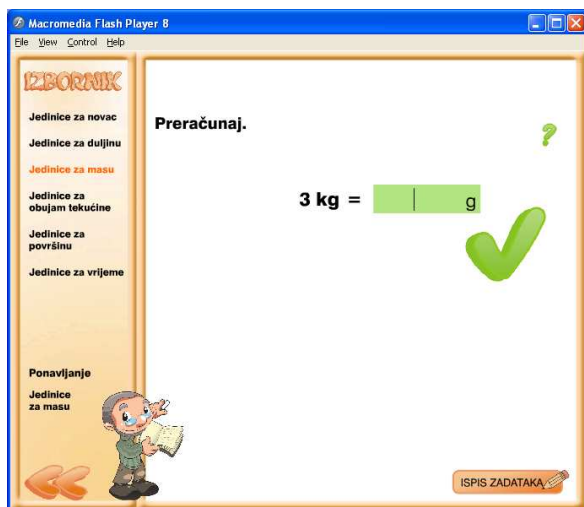 Macromedia Flash Player 8
File View Control Help
IZBORNIK
Jedinice za novac
Jedinice za duljinu
Jedinice za masu
Jedinice za
obujam tekućine
Jedinice za
površinu
Jedinice za vrijeme
Ponavljanje
Jedinice
za masu
Preračunaj.
?
3 kg = g
ISPIS ZADATAKA